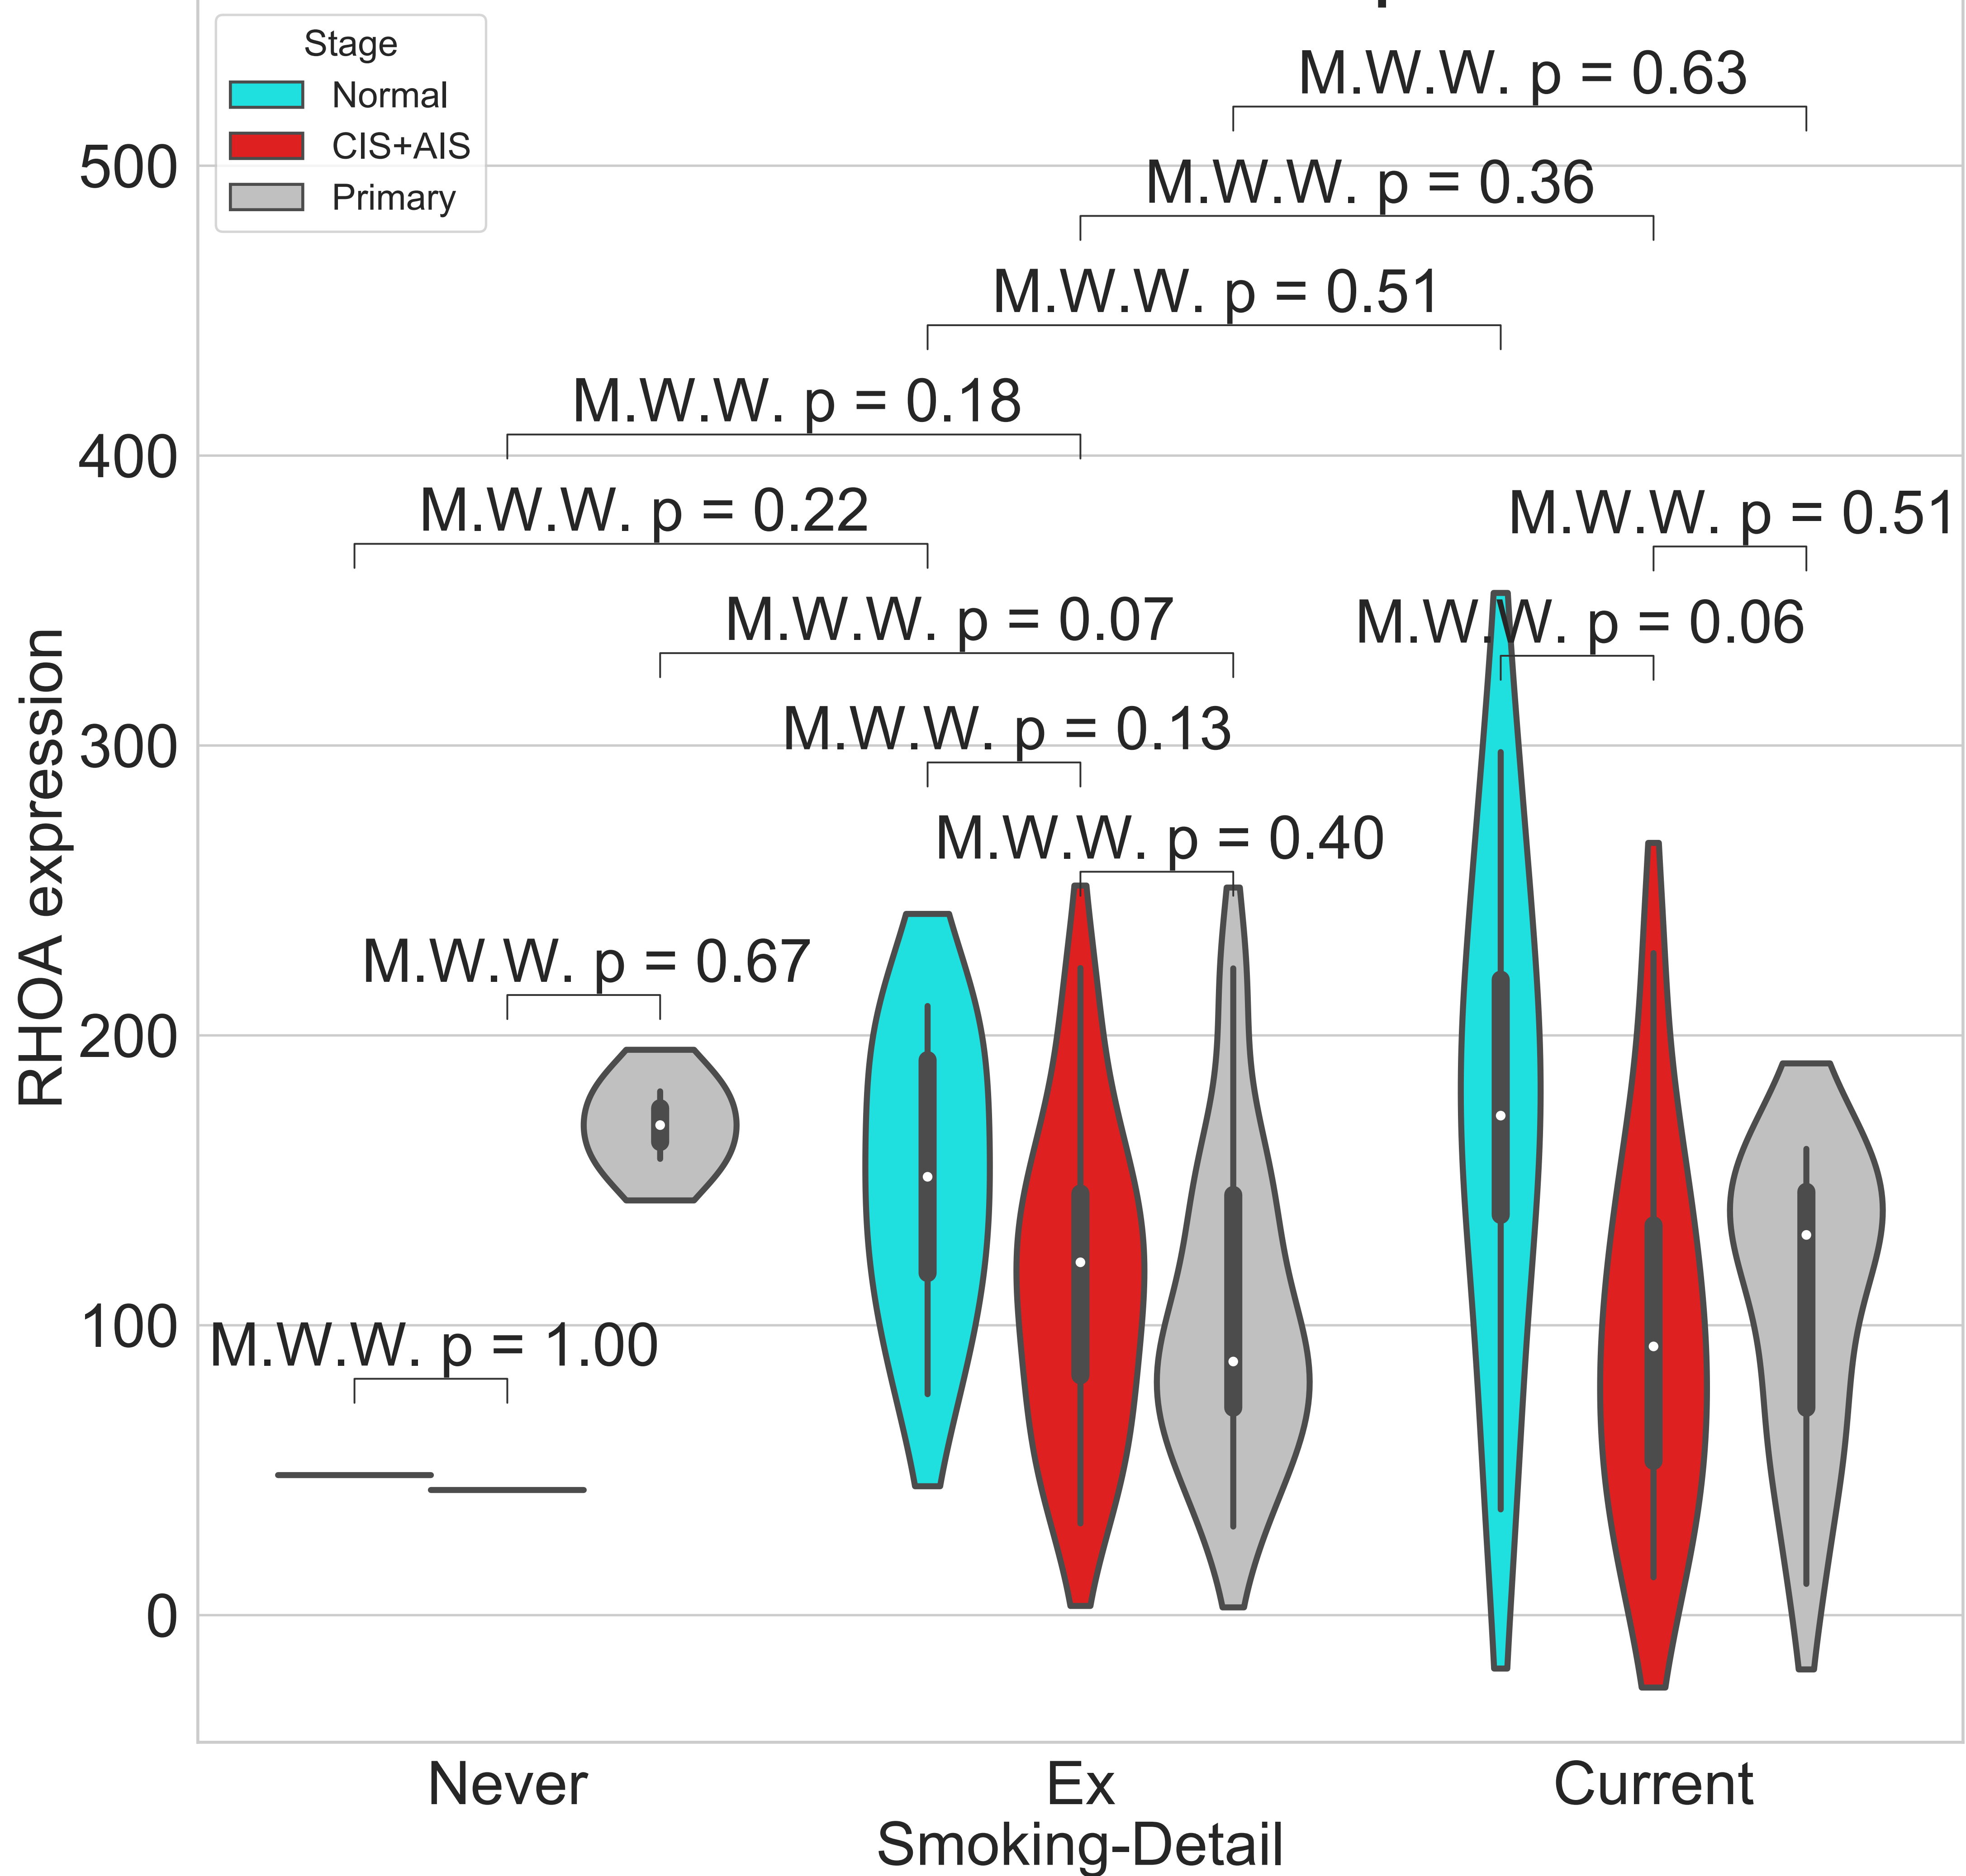 Stage
Normal
CIS+AIS
Primary
M.W.W. p = 0.63
M.W.W. p = 0.36
M.W.W. p = 0.51
M.W.W. p = 0.18
M.W.W. p = 0.22
M.W.W. p = 0.51
M.W.W. p = 0.07
M.W.W. p = 0.06
M.W.W. p = 0.13
M.W.W. p = 0.40
M.W.W. p = 0.67
M.W.W. p = 1.00
500
400
300
200
100
0
RHOA expression
Never
Ex
Current
Smoking-Detail